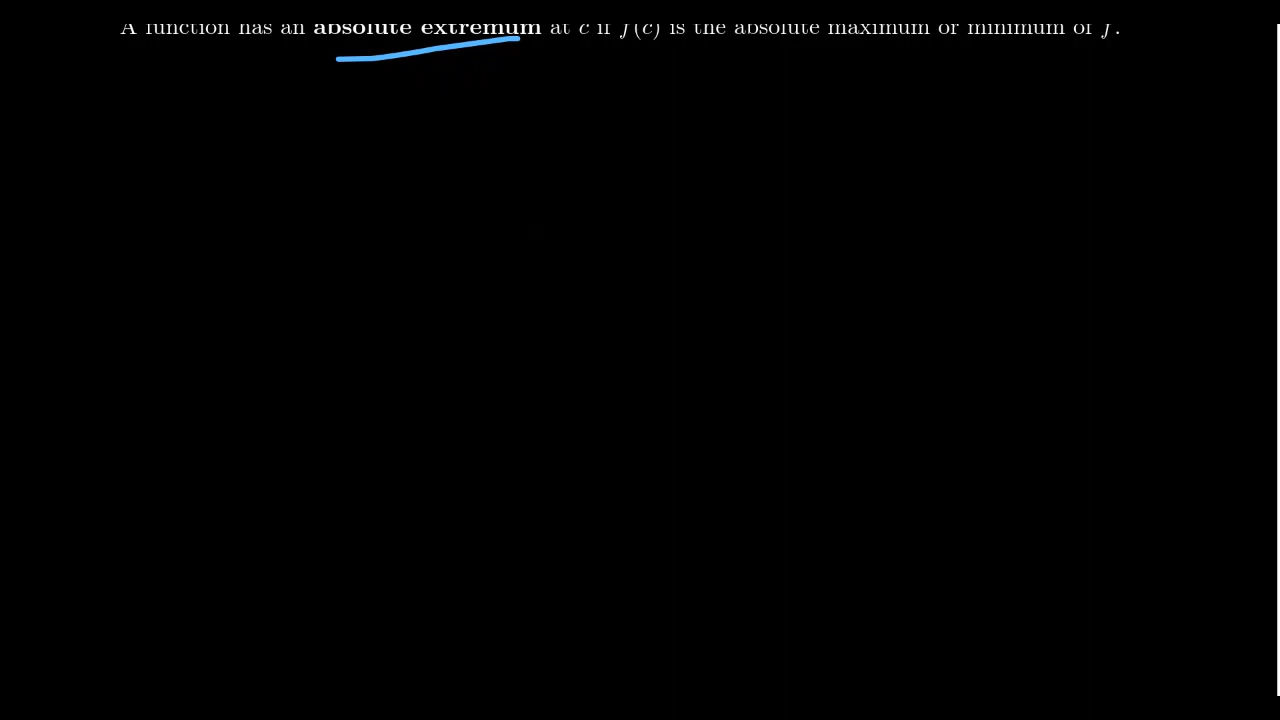 A function has an absolute extremum at c if f(c) is the absolute maximum or minimum of f.